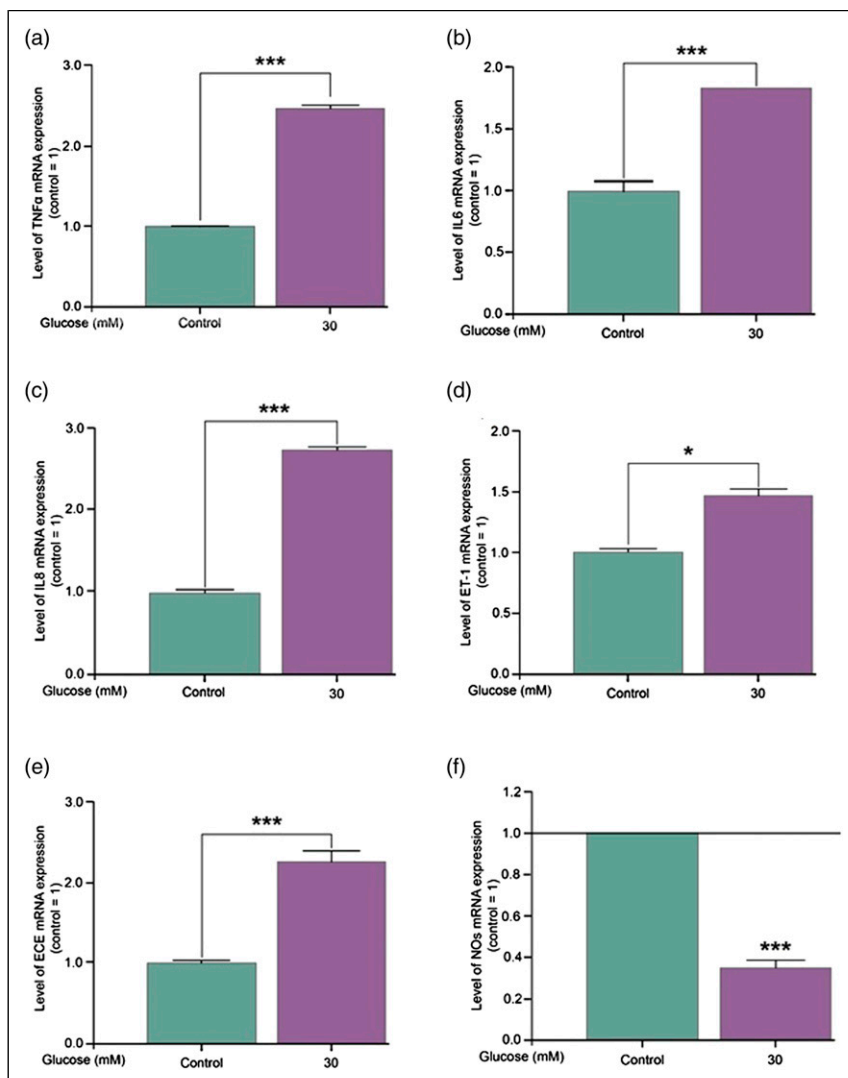 (a)
Level of TNFα mRNA expression
(control = 1)
3.0
2.0
1.0
0.0
***
Glucose (mM)
Control
30
(b)
Level of IL6 mRNA expression
(control = 1)
2.0
1.5
1.0
0.5
0.0
***
Glucose (mM)
Control
30
(c)
Level of IL8 mRNA expression
(control = 1)
3.0
2.0
1.0
0.0
***
Glucose (mM)
Control
30
(d)
Level of ET-1 mRNA expression
(control = 1)
2.0
1.5
1.0
0.5
0.0
*
Glucose (mM)
Control
30
(e)
Level of ECE mRNA expression
(control = 1)
3.0
2.0
1.0
0.0
***
Glucose (mM)
Control
30
(f)
Level of NOs mRNA expression
(control = 1)
1.2
1.0
0.8
0.6
0.4
0.2
0.0
***
Glucose (mM)
Control
30